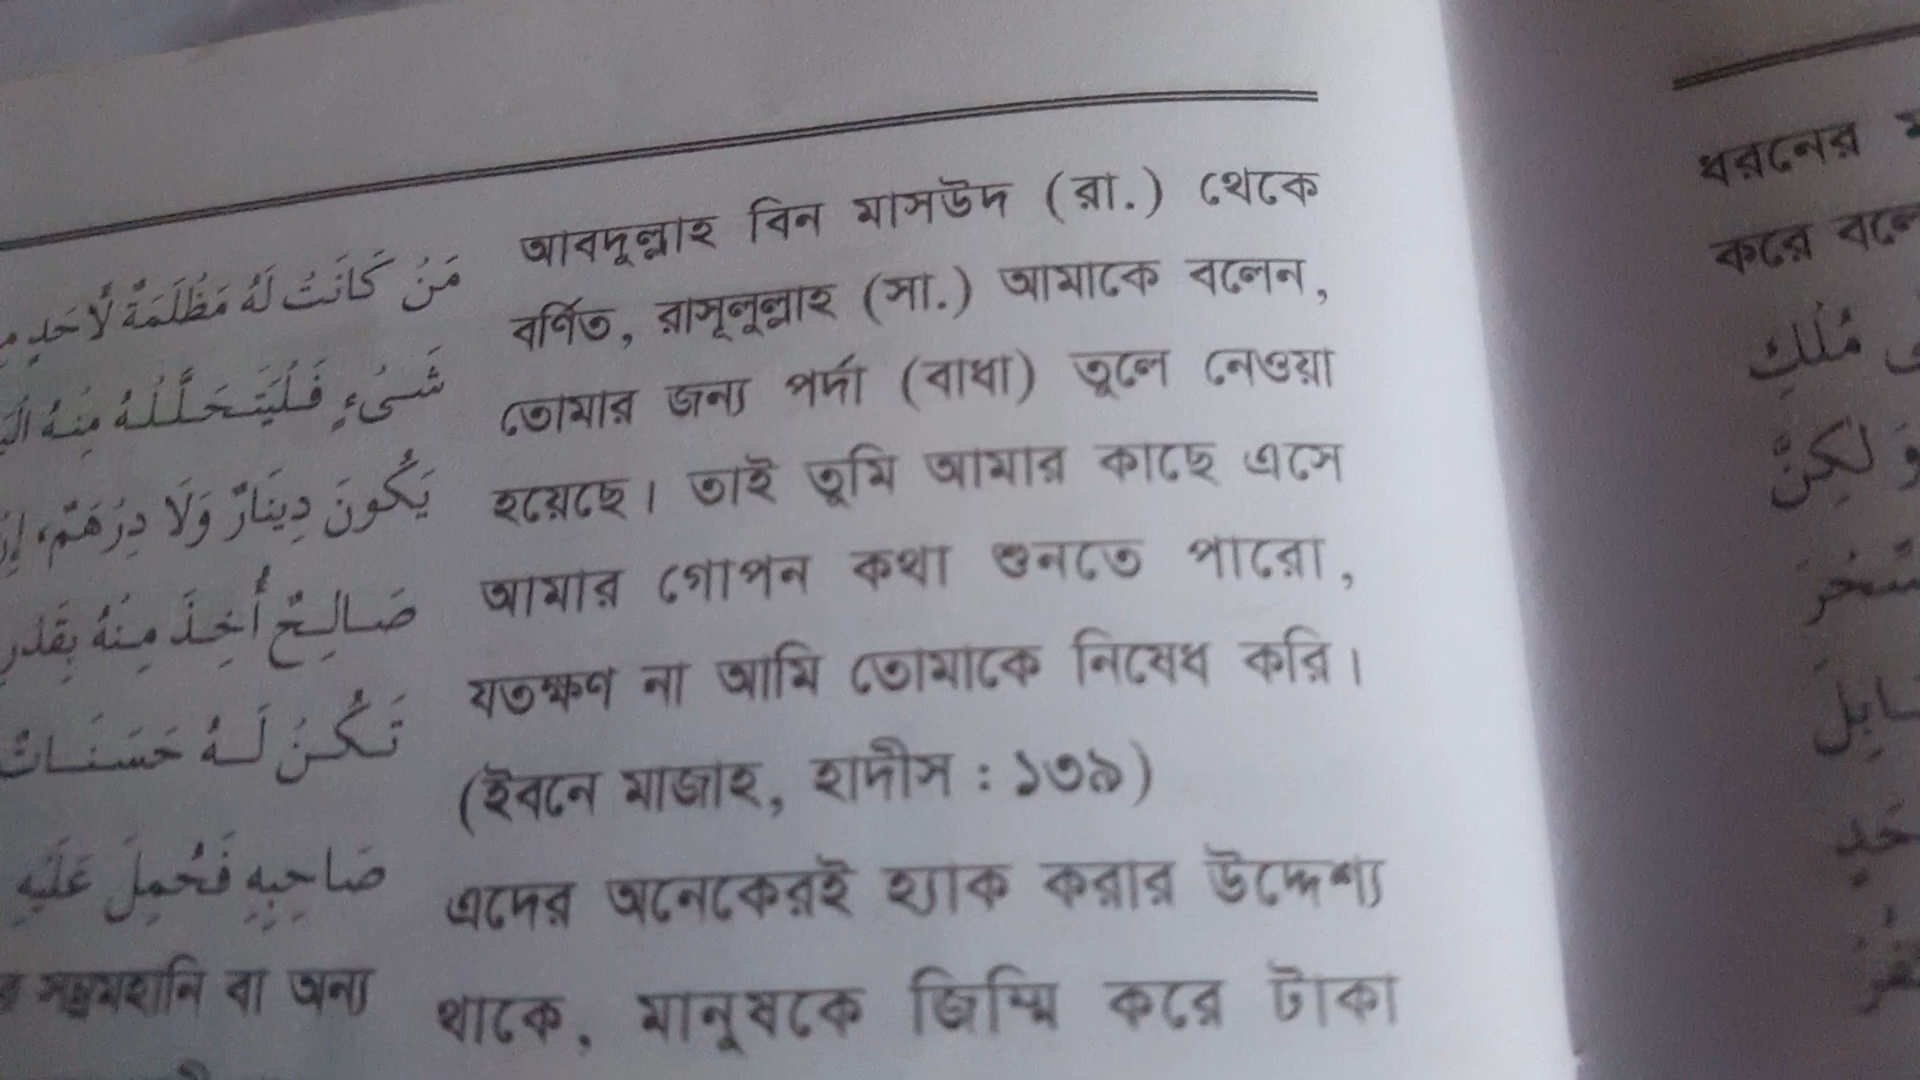 مَنْ كَانَتْ لَهُ مَظْلَمَةٌ لِأَحَدٍ
شَيْءٍ فَلْيَتَحَلَّلْهُ مِنْهُ
يَكُونَ دِينَارٌ وَلَا دِرْهَمٌ،
صَالِحٌ أُخِذَ مِنْهُ بِقَدْرِ
تَكُنْ لَهُ حَسَنَاتٌ
صَاحِبِهِ فَحُمِلَ عَلَيْهِ
সম্ভ্রমহানি বা অন্য
আবদুল্লাহ বিন মাসউদ (রা.) থেকে
বর্ণিত, রাসূলুল্লাহ (সা.) আমাকে বলেন,
তোমার জন্য পর্দা (বাধা) তুলে নেওয়া
হয়েছে। তাই তুমি আমার কাছে এসে
আমার গোপন কথা শুনতে পারো,
যতক্ষণ না আমি তোমাকে নিষেধ করি।
(ইবনে মাজাহ, হাদীস : ১৩৯)
এদের অনেকেরই হ্যাক করার উদ্দেশ্য
থাকে, মানুষকে জিম্মি করে টাকা
ধরনের
করে
مُلْكِ
وَلَكِنْ